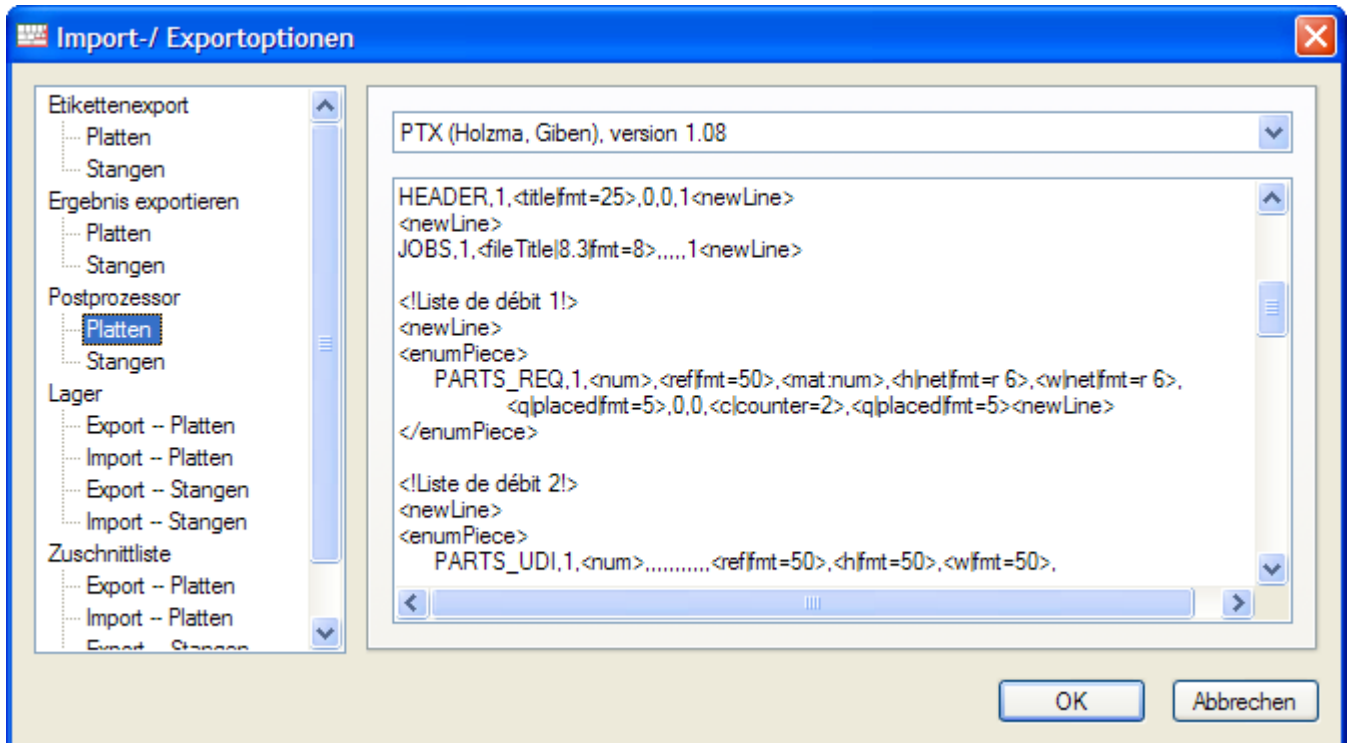 Import-/ Exportoptionen
Etikettenexport
Platten
Stangen
Ergebnis exportieren
Platten
Stangen
Postprozessor
Platten
Stangen
Lager
Export -- Platten
Import -- Platten
Export -- Stangen
Import -- Stangen
Zuschnittliste
Export -- Platten
Import -- Platten
Export -- Stangen
PTX (Holzma, Giben), version 1.08
HEADER,1,<title|fmt=25>,0,0,1<newLine>
<newLine>
JOBS,1,<fileTitle|8.3|fmt=8>,,,,,1<newLine>
<!Liste de débit 1!>
<newLine>
<enumPiece>
PARTS_REQ,1,<num>,<ref|fmt=50>,<mat:num>,<h|net|fmt=r 6>,<w|net|fmt=r 6>,
<q|placed|fmt=5>,0,0,<c|counter=2>,<q|placed|fmt=5><newLine>
</enumPiece>
<!Liste de débit 2!>
<newLine>
<enumPiece>
PARTS_UDI,1,<num>,,,,,,,,,,,<ref|fmt=50>,<h|fmt=50>,<w|fmt=50>,
OK
Abbrechen